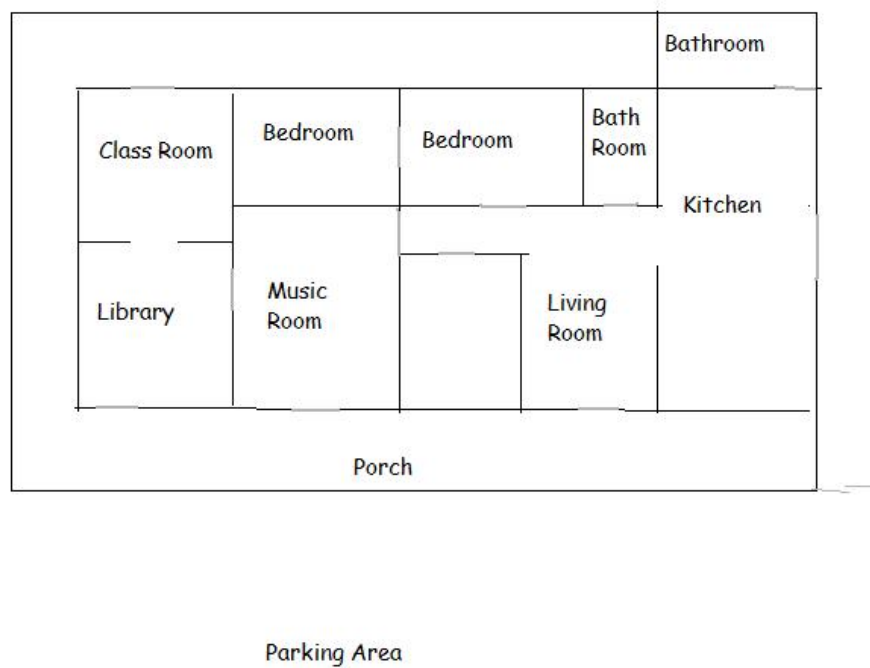 Bathroom
Class Room
Bedroom
Bedroom
Bath
Room
Kitchen
Library
Music
Room
Living
Room
Porch
Parking Area